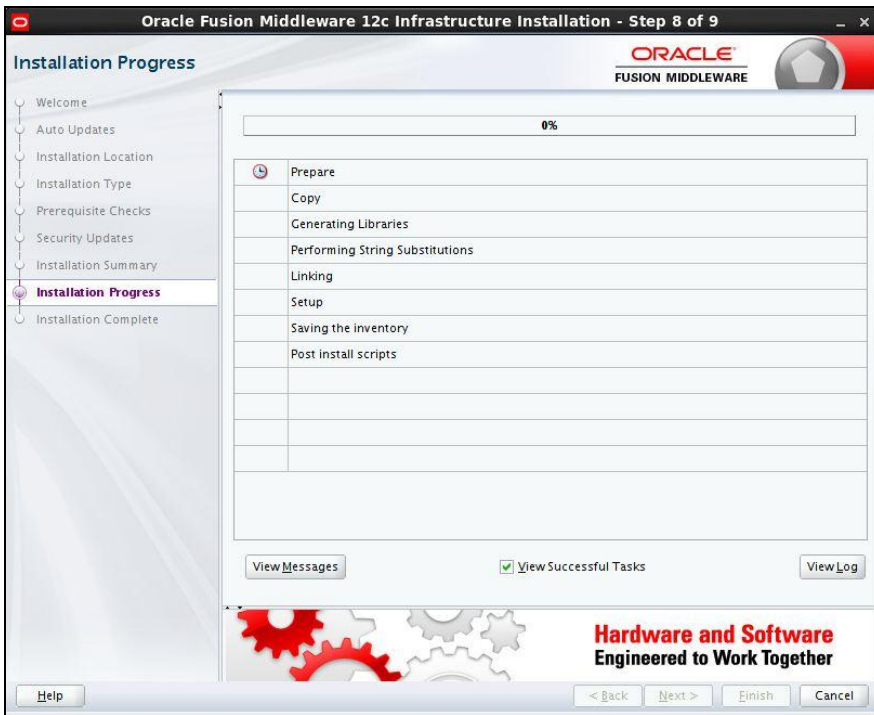 Oracle Fusion Middleware 12c Infrastructure Installation - Step 8 of 9
Installation Progress
ORACLE
FUSION MIDDLEWARE
Welcome
Auto Updates
Installation Location
Installation Type
Prerequisite Checks
Security Updates
Installation Summary
Installation Progress
Installation Complete
0%
Prepare
Copy
Generating Libraries
Performing String Substitutions
Linking
Setup
Saving the inventory
Post install scripts
View Messages
View Successful Tasks
View Log
Hardware and Software
Engineered to Work Together
Help
< Back
Next >
Finish
Cancel